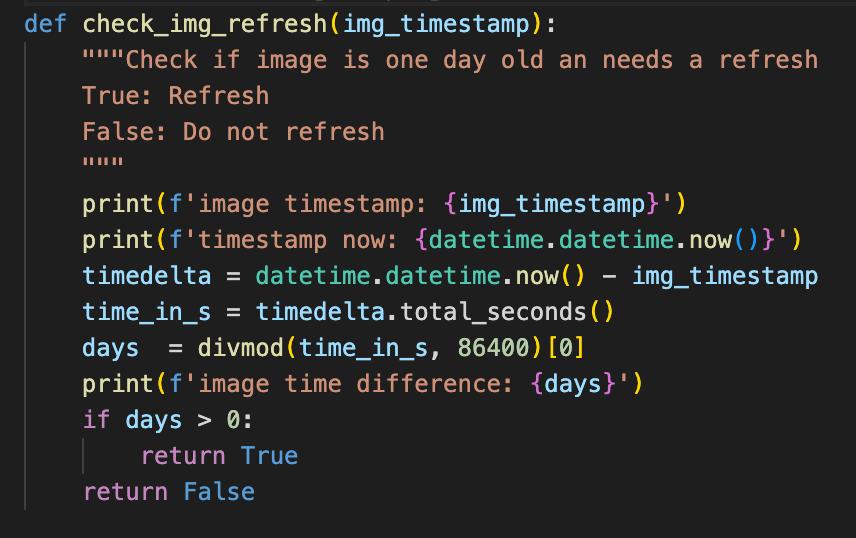 def check_img_refresh(img_timestamp):
    """Check if image is one day old an needs a refresh
    True: Refresh
    False: Do not refresh
    """
    print(f'image timestamp: {img_timestamp}')
    print(f'timestamp now: {datetime.datetime.now()}')
    timedelta = datetime.datetime.now() - img_timestamp
    time_in_s = timedelta.total_seconds()
    days  = divmod(time_in_s, 86400)[0]
    print(f'image time difference: {days}')
    if days > 0:
        return True
    return False